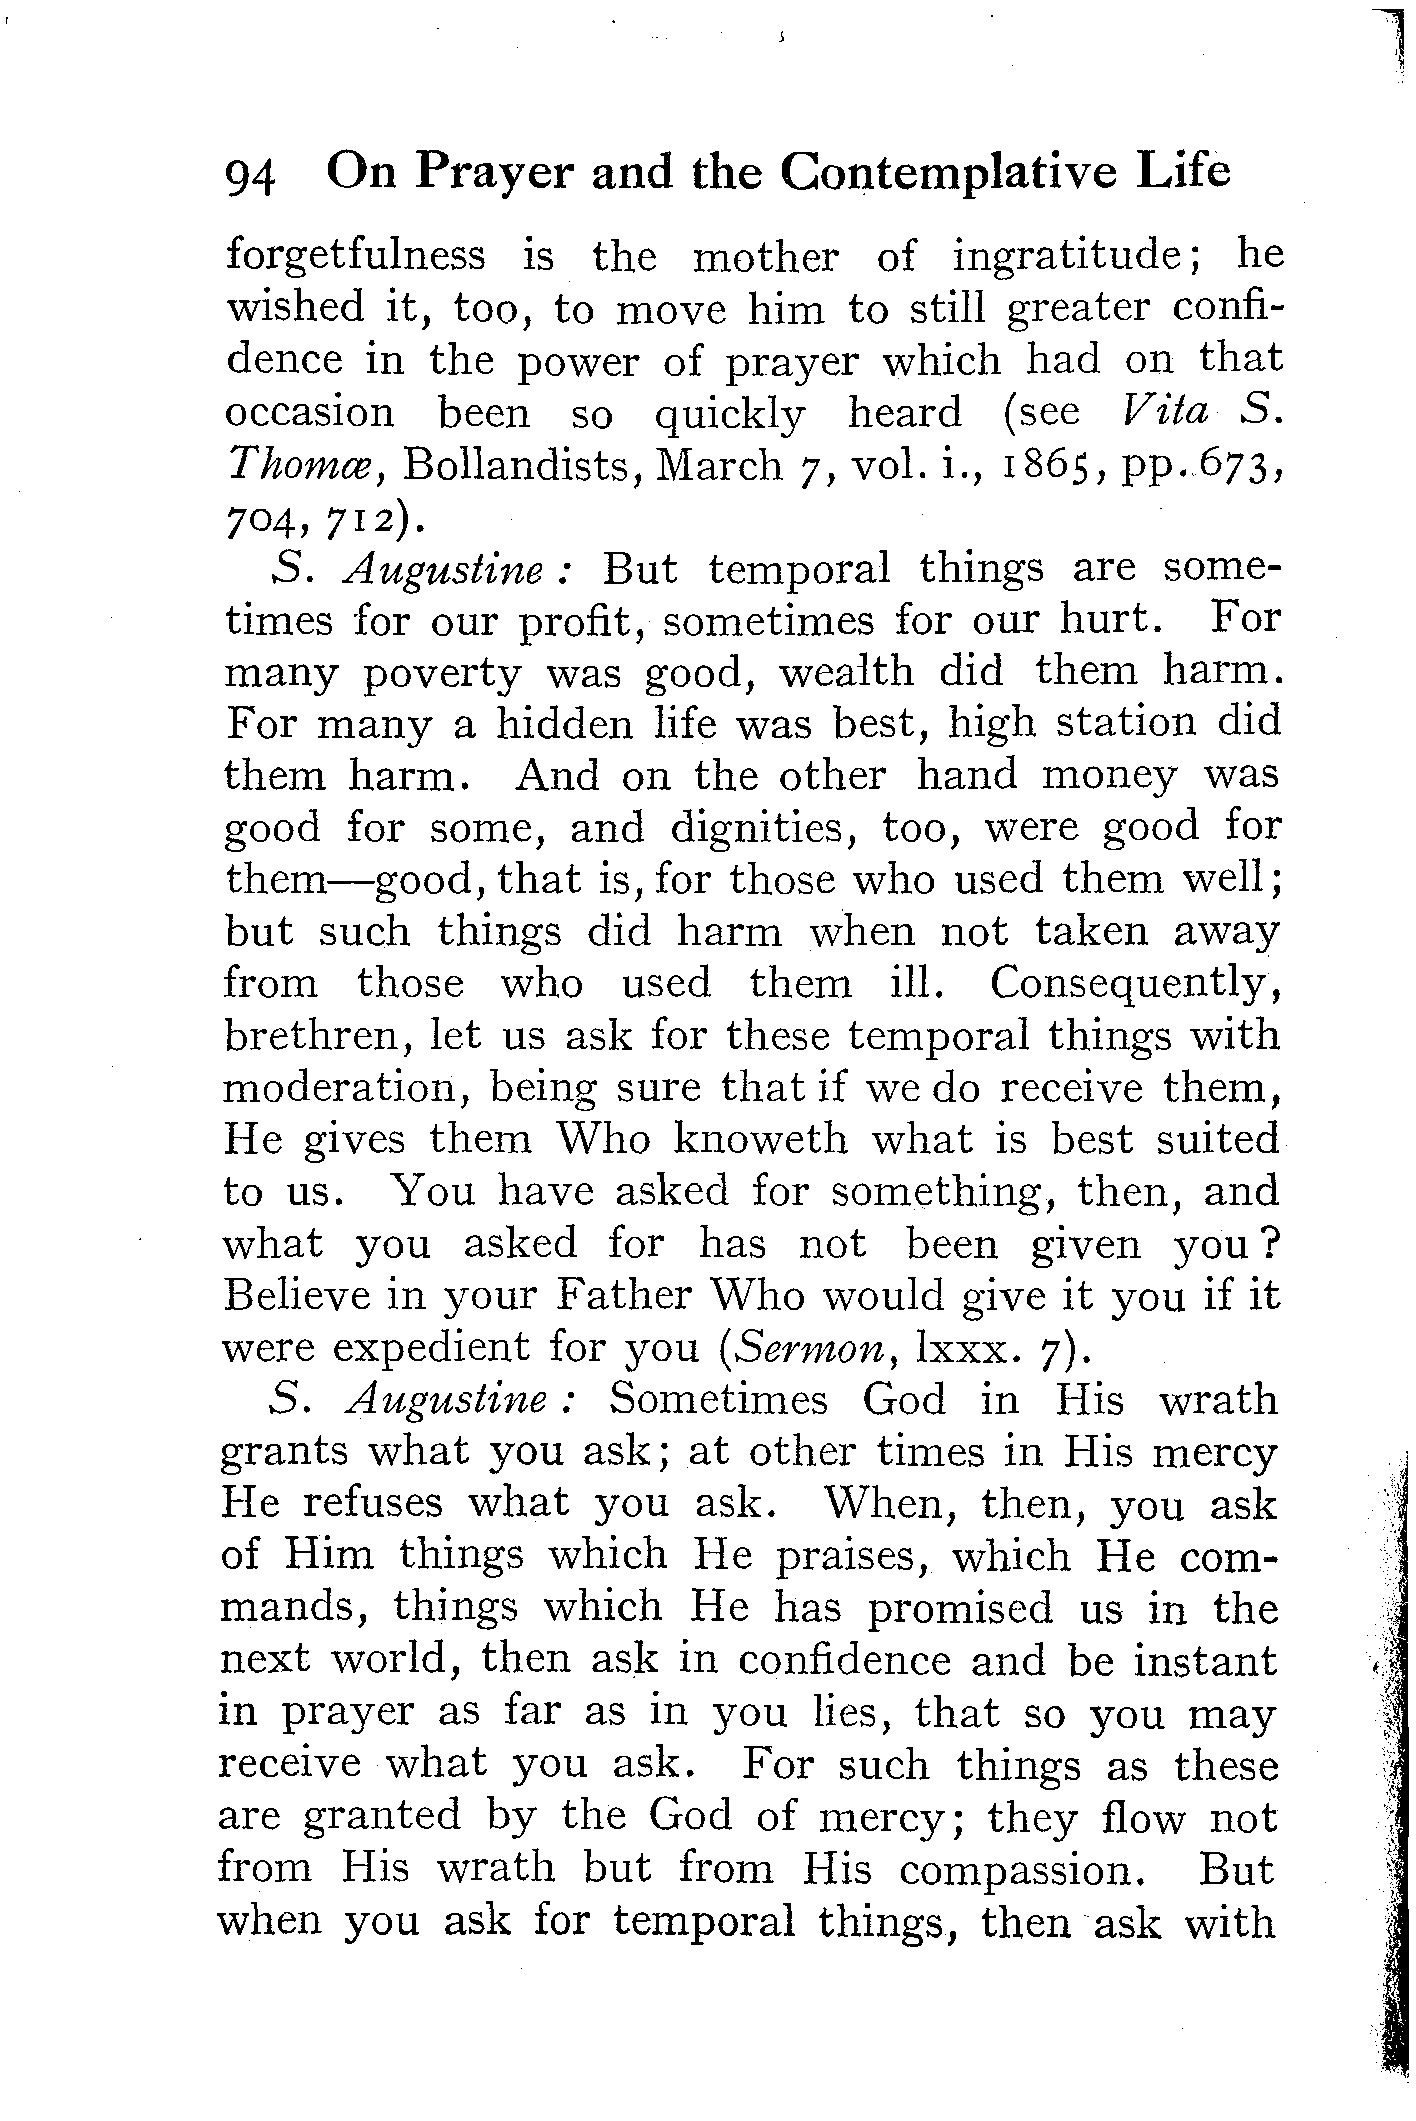 94 On Prayer and the Contemplative Life
forgetfulness is the mother of ingratitude; he
wished it, too, to move him to still greater confi-
dence in the power of prayer which had on that
occasion been so quickly heard (see Vita S.
Thomæ, Bollandists, March 7, vol. i., 1865, pp. 673,
704, 712).
S. Augustine : But temporal things are some-
times for our profit, sometimes for our hurt. For
many poverty was good, wealth did them harm.
For many a hidden life was best, high station did
them harm. And on the other hand money was
good for some, and dignities, too, were good for
them—good, that is, for those who used them well;
but such things did harm when not taken away
from those who used them ill. Consequently,
brethren, let us ask for these temporal things with
moderation, being sure that if we do receive them,
He gives them Who knoweth what is best suited
to us. You have asked for something, then, and
what you asked for has not been given you?
Believe in your Father Who would give it you if it
were expedient for you (Sermon, lxxx. 7).
S. Augustine : Sometimes God in His wrath
grants what you ask; at other times in His mercy
He refuses what you ask. When, then, you ask
of Him things which He praises, which He com-
mands, things which He has promised us in the
next world, then ask in confidence and be instant
in prayer as far as in you lies, that so you may
receive what you ask. For such things as these
are granted by the God of mercy; they flow not
from His wrath but from His compassion. But
when you ask for temporal things, then ask with